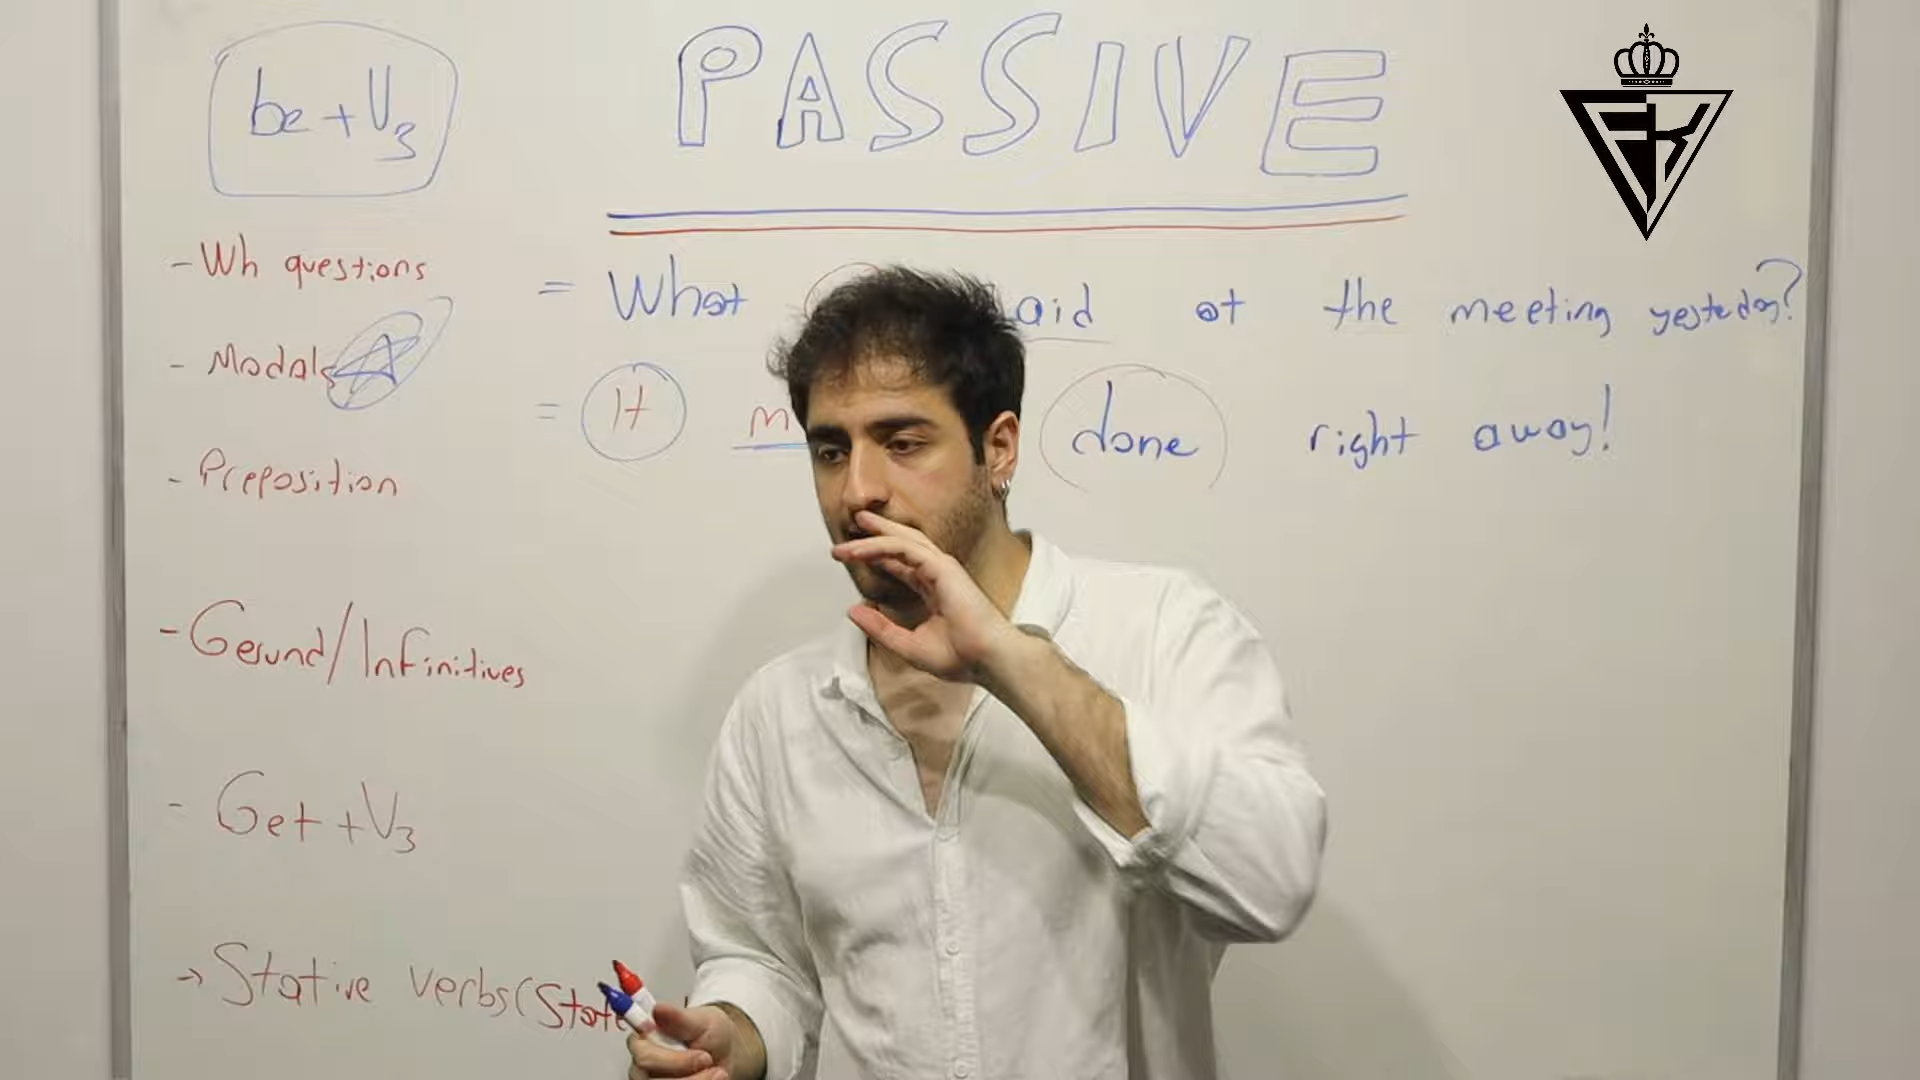 be + V3
PASSIVE
- Wh questions
= What aid at the meeting yesterday?
- Modals
= It done right away!
- Preposition
- Gerund/Infinitives
- Get + V3
→ Stative verbs(State